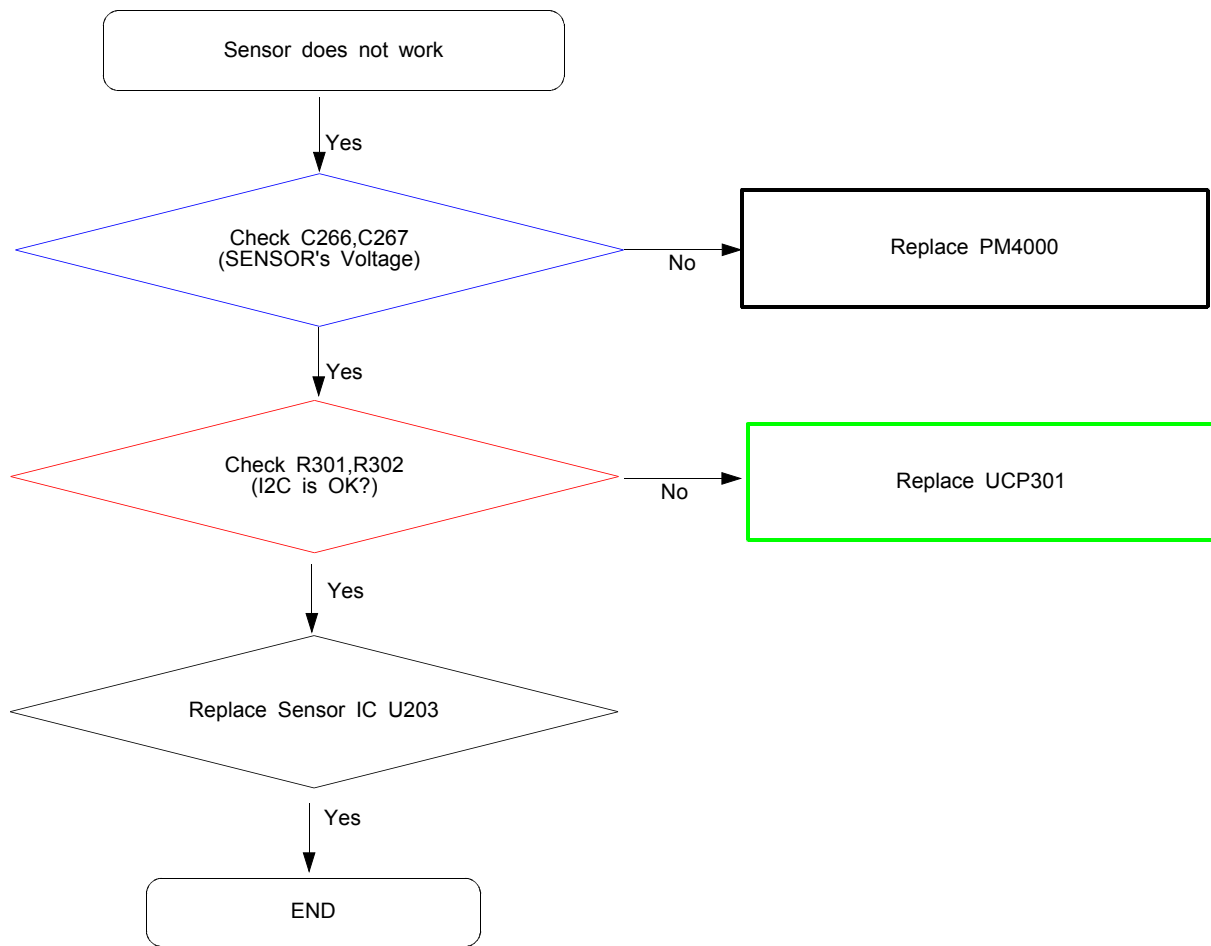 Sensor does not work
Yes
Check C266,C267
(SENSOR's Voltage)
No
Replace PM4000
Yes
Check R301,R302
(I2C is OK?)
No
Replace UCP301
Yes
Replace Sensor IC U203
Yes
END